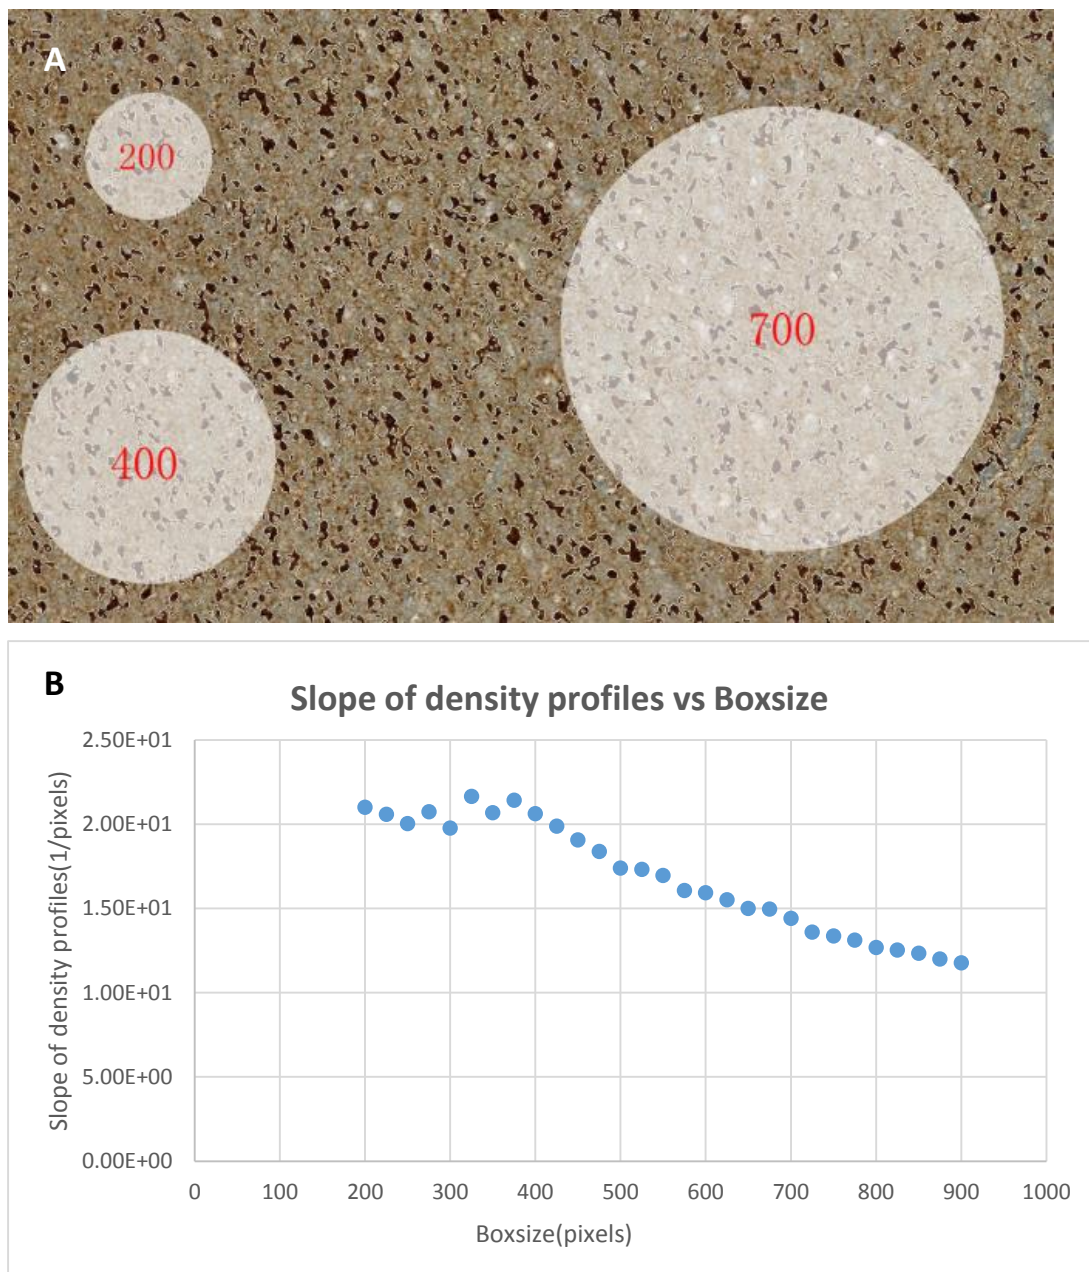 A
200
400
700
B
Slope of density profiles vs Boxsize
Slope of density profiles(1/pixels)
2.50E+01
2.00E+01
1.50E+01
1.00E+01
5.00E+00
0.00E+00
0 100 200 300 400 500 600 700 800 900 1000
Boxsize(pixels)